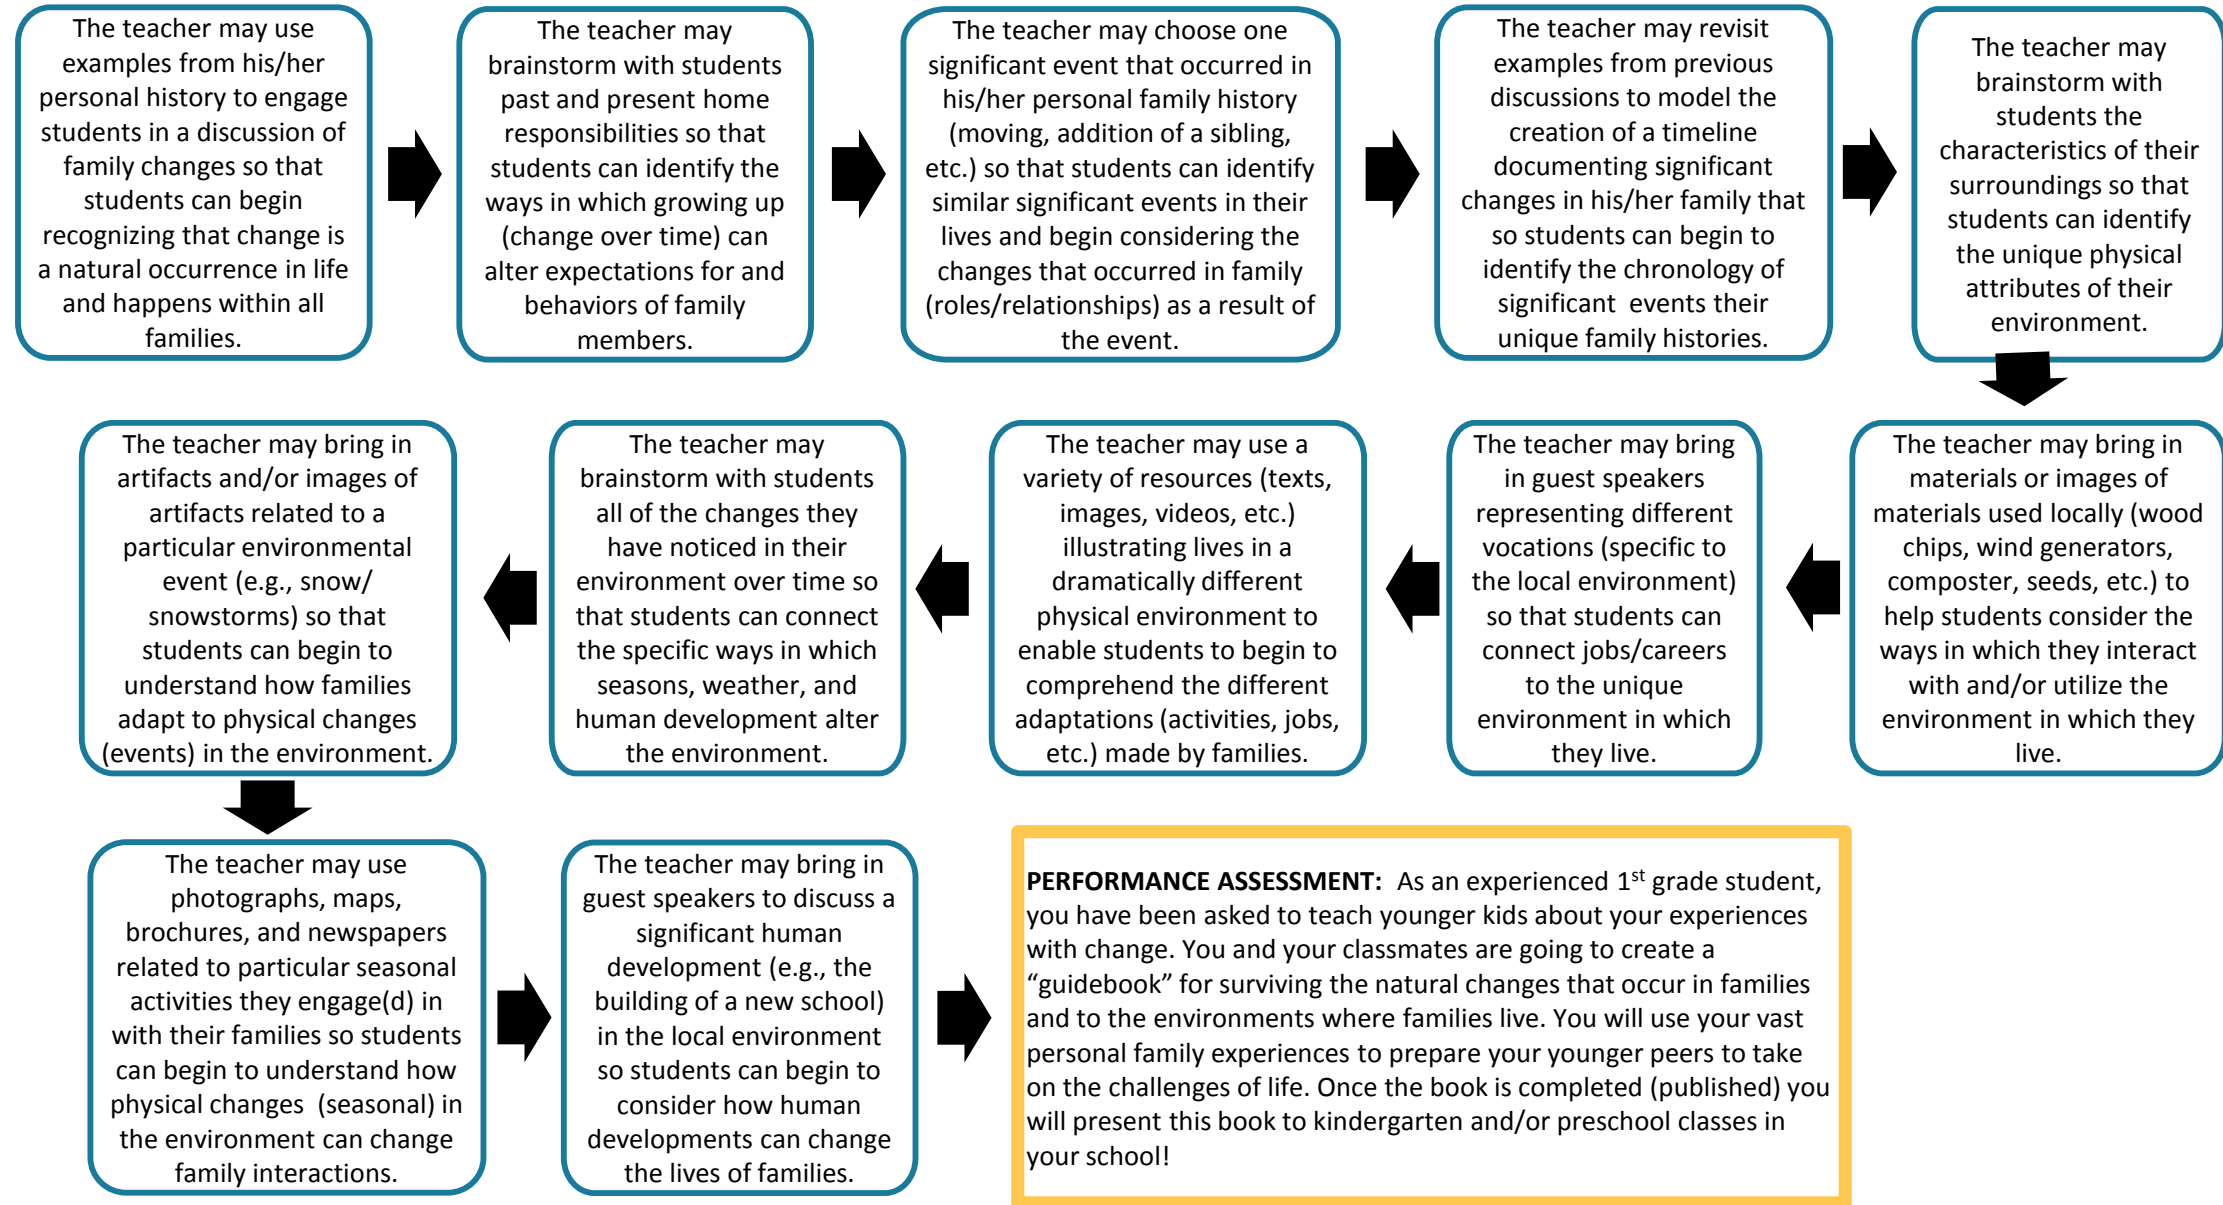 The teacher may use
examples from his/her
personal history to engage
students in a discussion of
family changes so that
students can begin
recognizing that change is
a natural occurrence in life
and happens within all
families.
The teacher may
brainstorm with students
past and present home
responsibilities so that
students can identify the
ways in which growing up
(change over time) can
alter expectations for and
behaviors of family
members.
The teacher may choose one
significant event that occurred in
his/her personal family history
(moving, addition of a sibling,
etc.) so that students can identify
similar significant events in their
lives and begin considering the
changes that occurred in family
(roles/relationships) as a result of
the event.
The teacher may revisit
examples from previous
discussions to model the
creation of a timeline
documenting significant
changes in his/her family that
so students can begin to
identify the chronology of
significant events their
unique family histories.
The teacher may
brainstorm with
students the
characteristics of their
surroundings so that
students can identify
the unique physical
attributes of their
environment.
The teacher may bring in
materials or images of
materials used locally (wood
chips, wind generators,
composter, seeds, etc.) to
help students consider the
ways in which they interact
with and/or utilize the
environment in which they
live.
The teacher may bring
in guest speakers
representing different
vocations (specific to
the local environment)
so that students can
connect jobs/careers
to the unique
environment in which
they live.
The teacher may use a
variety of resources (texts,
images, videos, etc.)
illustrating lives in a
dramatically different
physical environment to
enable students to begin to
comprehend the different
adaptations (activities, jobs,
etc.) made by families.
The teacher may
brainstorm with students
all of the changes they
have noticed in their
environment over time so
that students can connect
the specific ways in which
seasons, weather, and
human development alter
the environment.
The teacher may bring in
artifacts and/or images of
artifacts related to a
particular environmental
event (e.g., snow/
snowstorms) so that
students can begin to
understand how families
adapt to physical changes
(events) in the environment.
The teacher may use
photographs, maps,
brochures, and newspapers
related to particular seasonal
activities they engage(d) in
with their families so students
can begin to understand how
physical changes (seasonal) in
the environment can change
family interactions.
The teacher may bring in
guest speakers to discuss a
significant human
development (e.g., the
building of a new school)
in the local environment
so students can begin to
consider how human
developments can change
the lives of families.
PERFORMANCE ASSESSMENT: As an experienced 1st grade student,
you have been asked to teach younger kids about your experiences
with change. You and your classmates are going to create a
“guidebook” for surviving the natural changes that occur in families
and to the environments where families live. You will use your vast
personal family experiences to prepare your younger peers to take
on the challenges of life. Once the book is completed (published) you
will present this book to kindergarten and/or preschool classes in
your school!